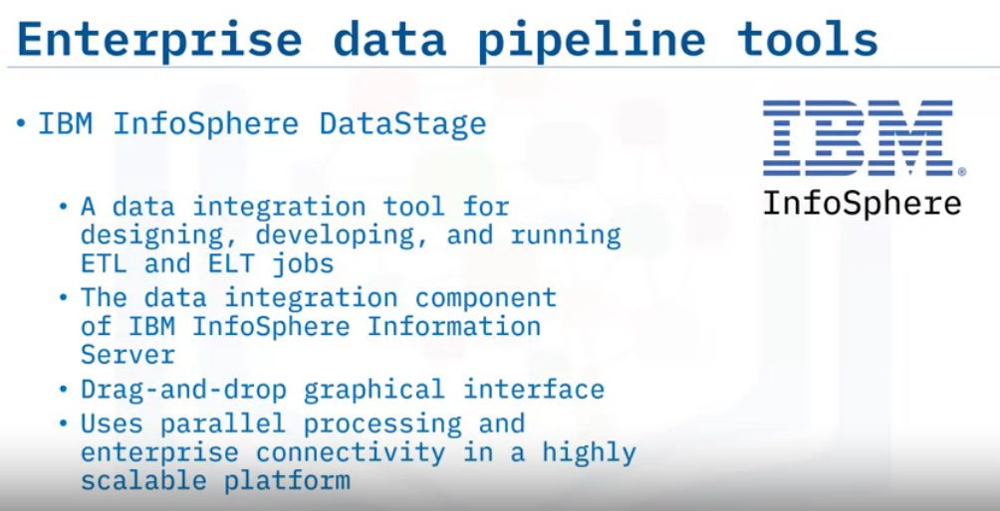 Enterprise data pipeline tools
• IBM InfoSphere DataStage
IBM®
InfoSphere
• A data integration tool for
designing, developing, and running
ETL and ELT jobs
• The data integration component
of IBM InfoSphere Information
Server
• Drag-and-drop graphical interface
• Uses parallel processing and
enterprise connectivity in a highly
scalable platform